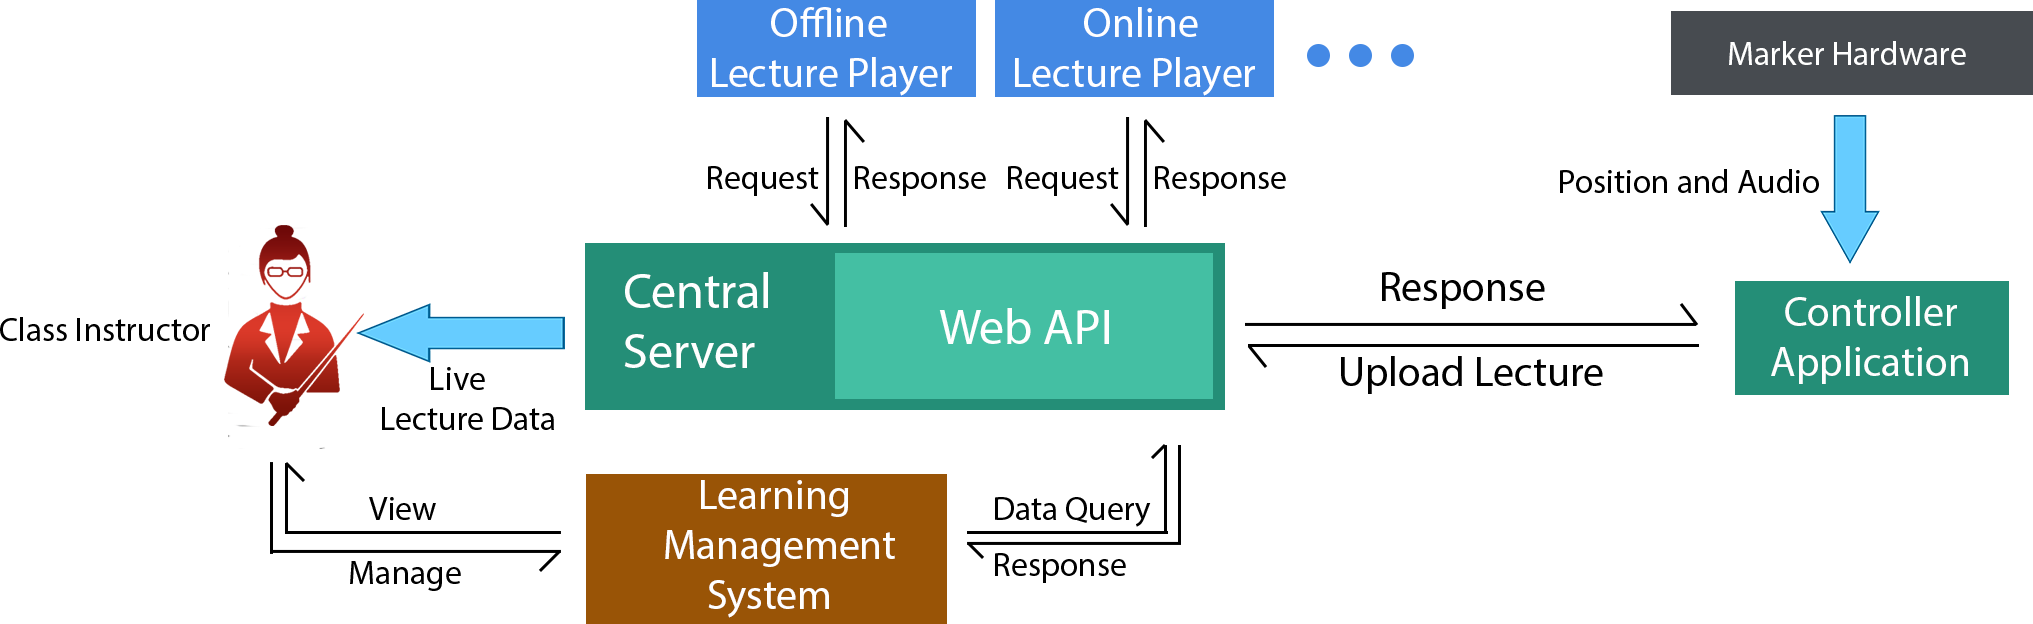 Offline
Lecture Player
Online
Lecture Player
Marker Hardware
Request
Response
Request
Response
Position and Audio
Class Instructor
Live
Lecture Data
Central
Server
Web API
Response
Upload Lecture
Controller
Application
View
Manage
Learning
Management
System
Data Query
Response